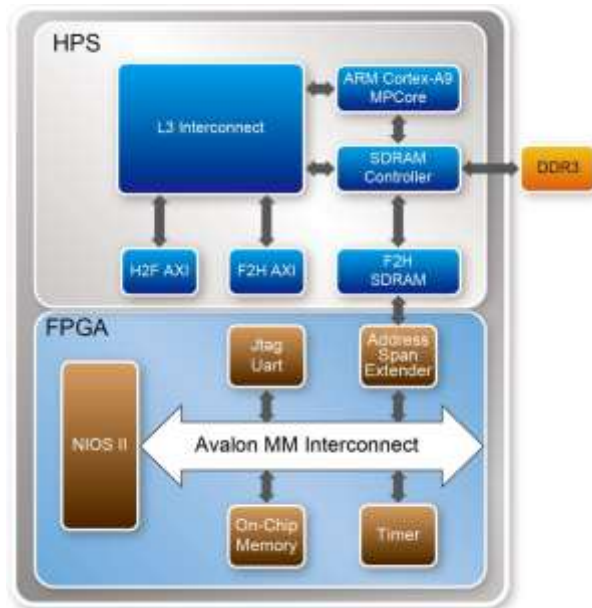 HPS
ARM Cortex-A9
MPCore
L3 Interconnect
SDRAM
Controller
DDR3
H2F AXI
F2H AXI
F2H
SDRAM
FPGA
Jtag
Uart
Address
Span
Extender
NIOS II
Avalon MM Interconnect
On-Chip
Memory
Timer